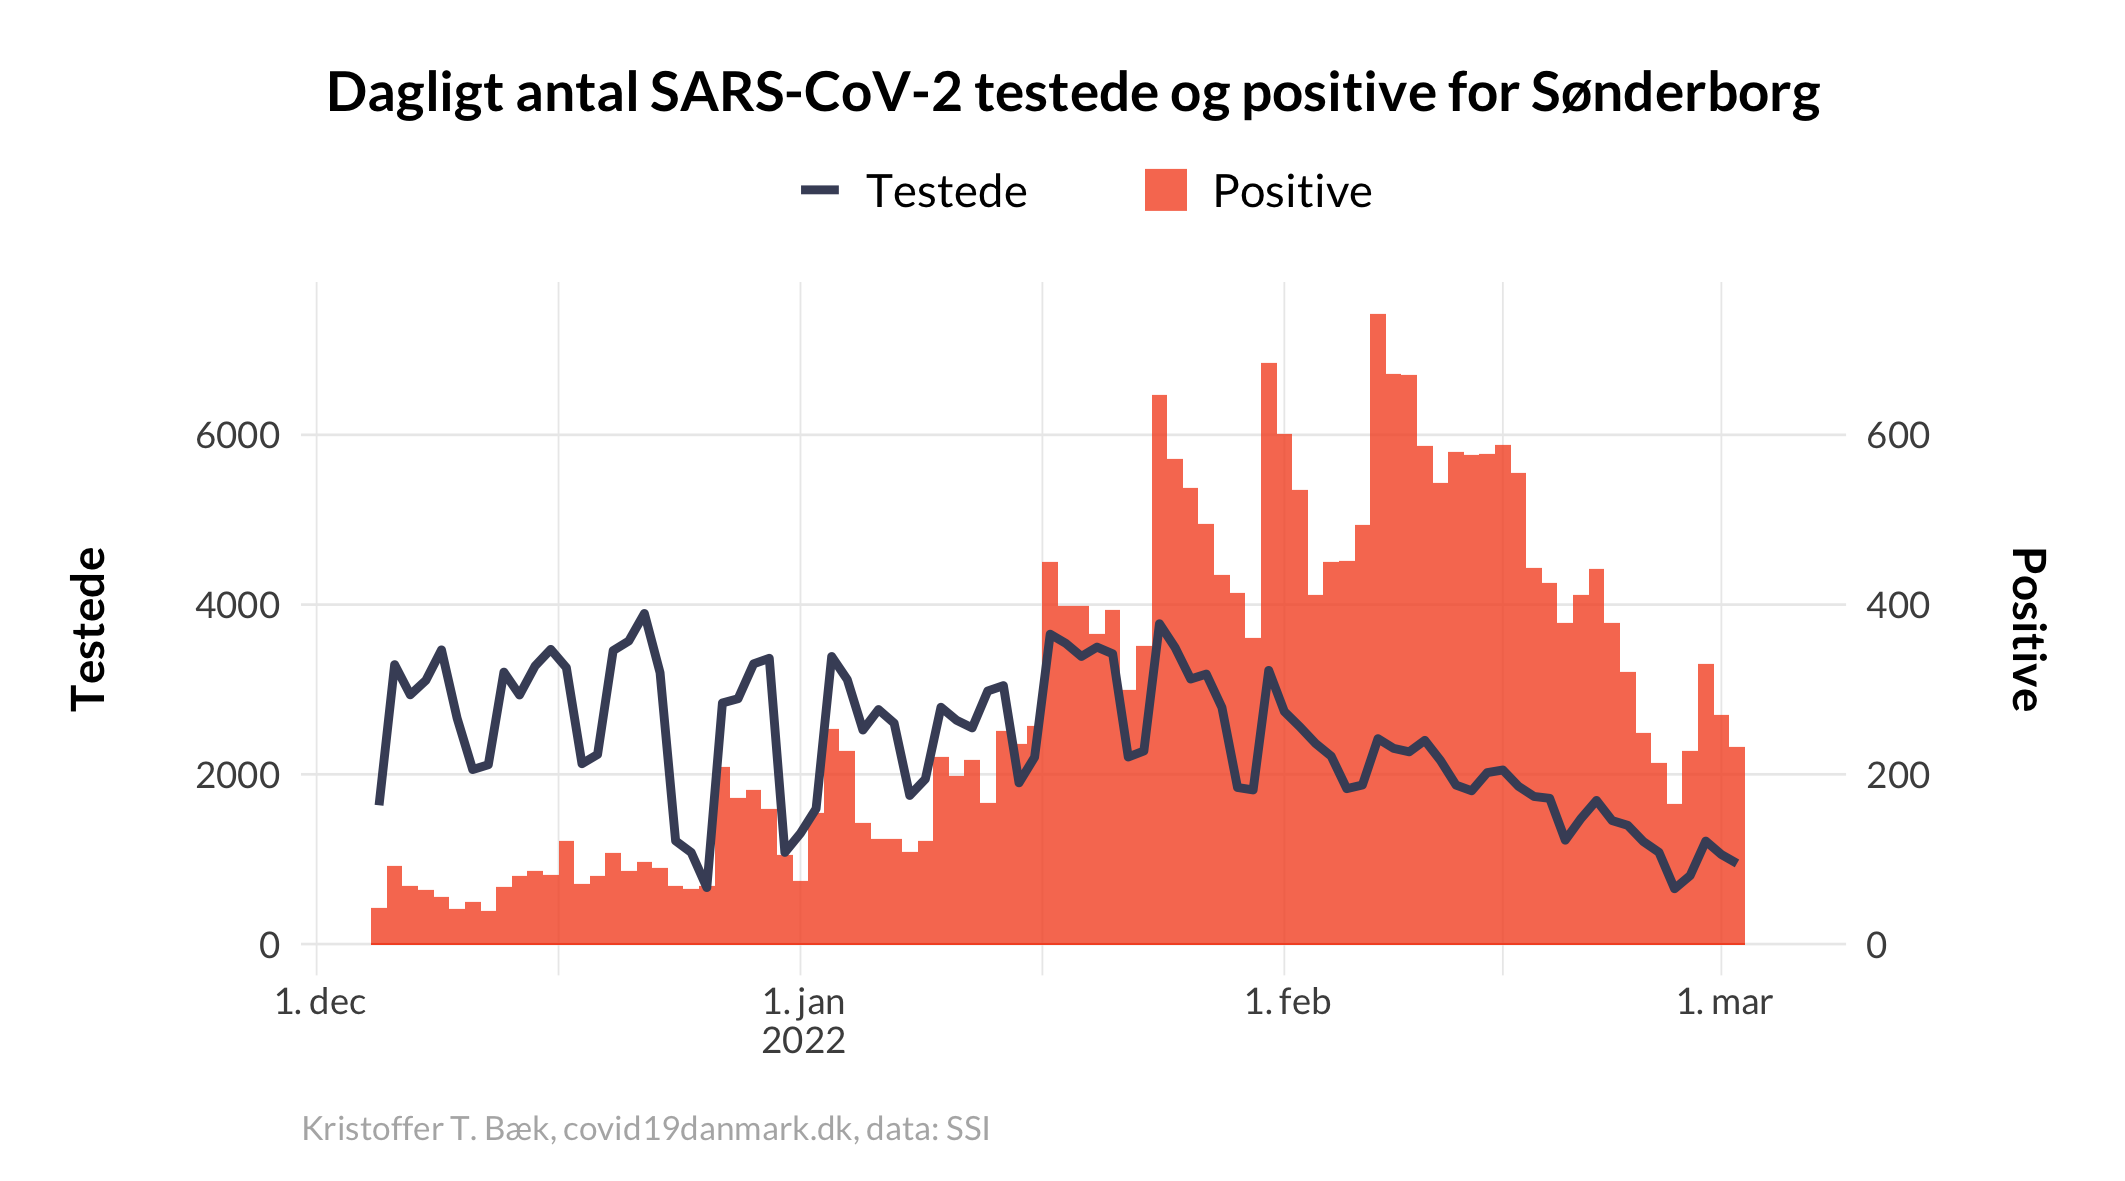 Dagligt antal SARS-CoV-2 testede og positive for Sønderborg
Testede
Positive
6000
4000
2000
0
600
400
200
0
Testede
Positive
1. dec
1. jan
2022
1. feb
1. mar
Kristoffer T. Bæk, covid19danmark.dk, data: SSI